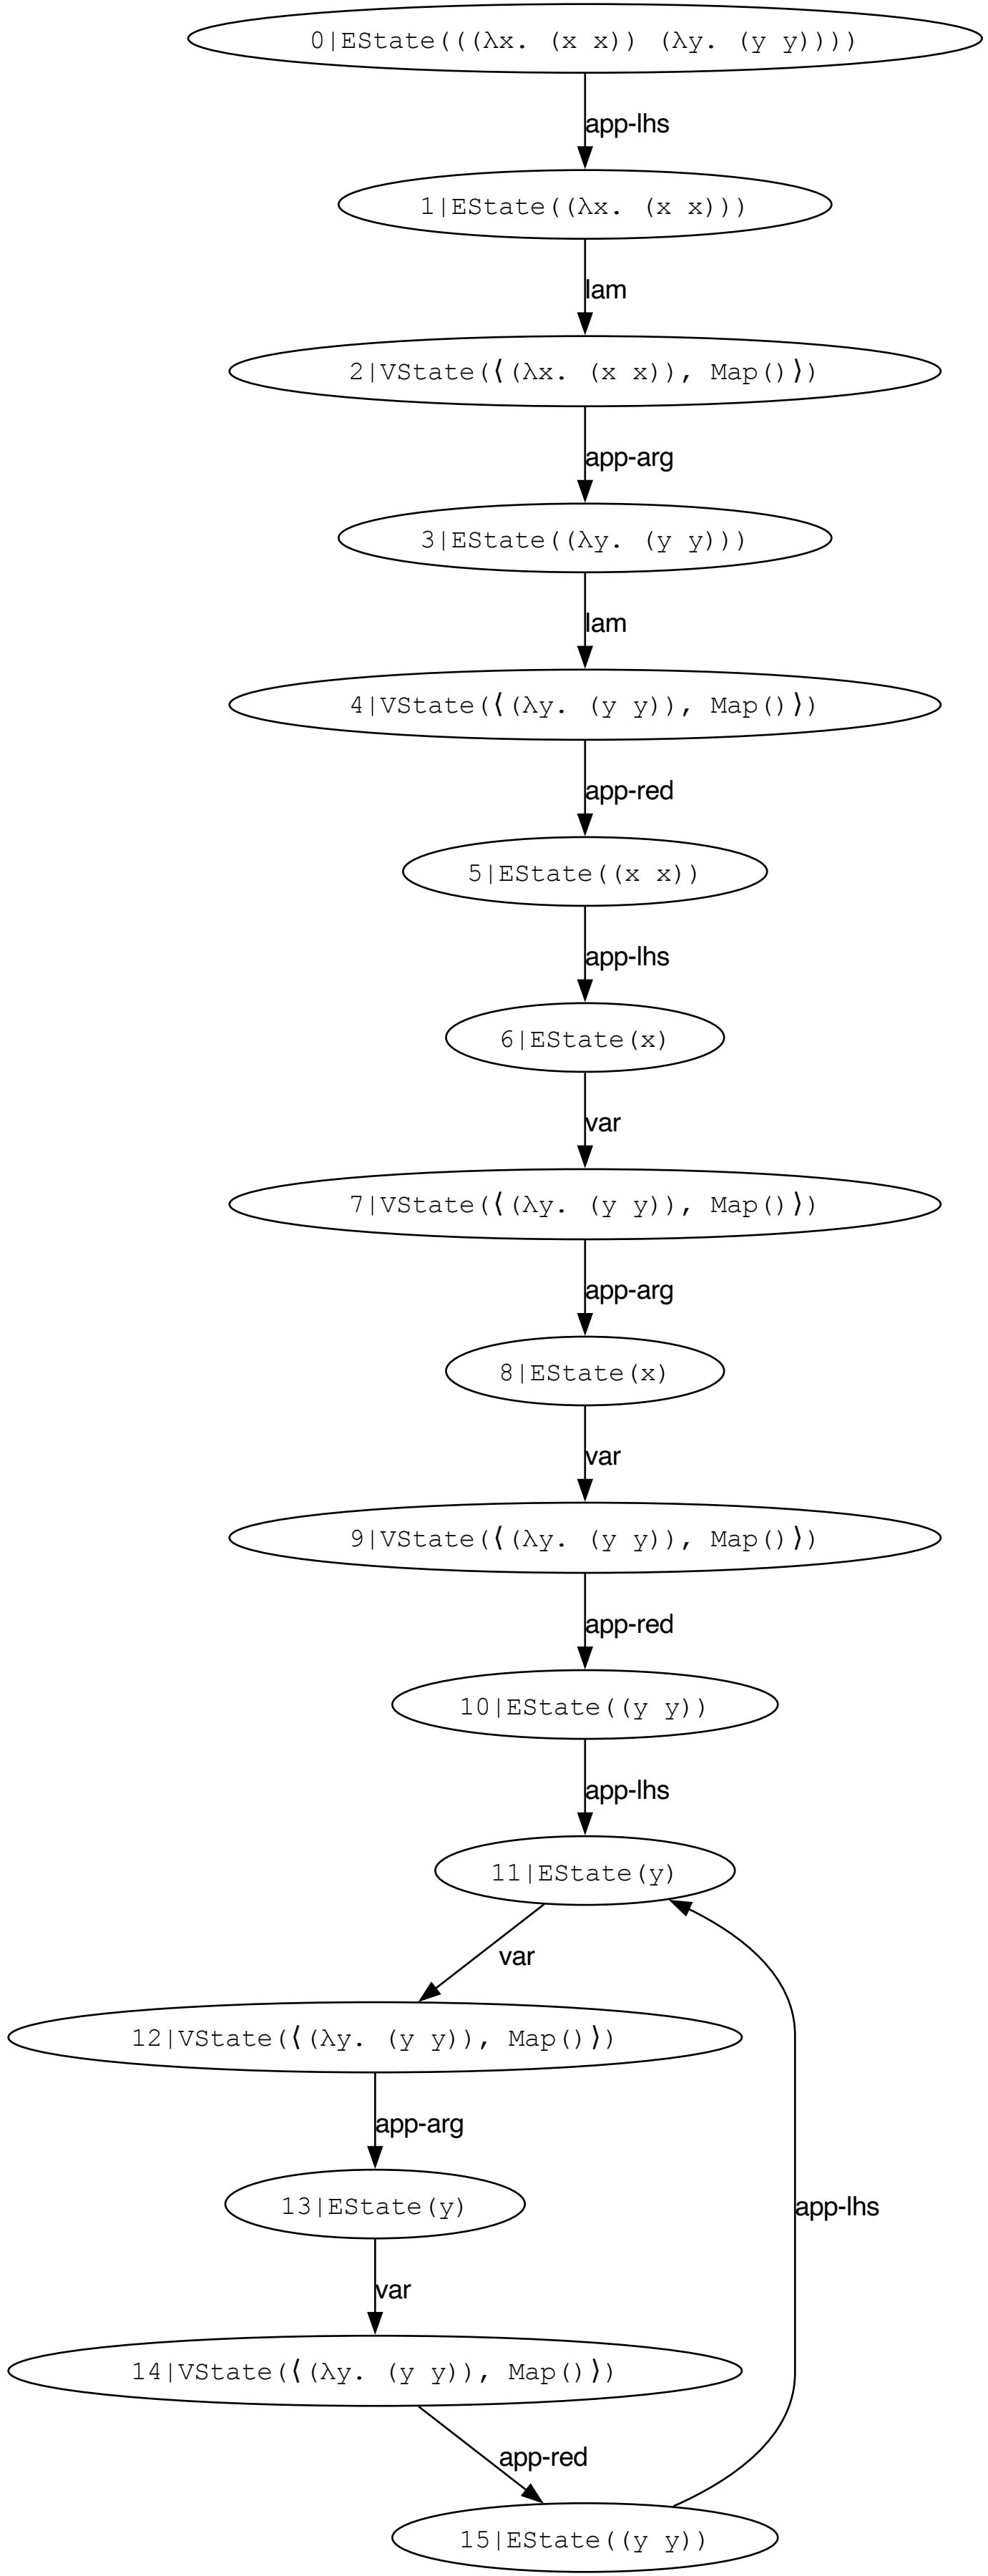 0|EState(((λx. (x x)) (λy. (y y))))
app-lhs
1|EState((λx. (x x)))
lam
2|VState(⟨(λx. (x x)), Map()⟩)
app-arg
3|EState((λy. (y y)))
lam
4|VState(⟨(λy. (y y)), Map()⟩)
app-red
5|EState((x x))
app-lhs
6|EState(x)
var
7|VState(⟨(λy. (y y)), Map()⟩)
app-arg
8|EState(x)
var
9|VState(⟨(λy. (y y)), Map()⟩)
app-red
10|EState((y y))
app-lhs
11|EState(y)
var
12|VState(⟨(λy. (y y)), Map()⟩)
app-arg
13|EState(y)
app-lhs
var
14|VState(⟨(λy. (y y)), Map()⟩)
app-red
15|EState((y y))